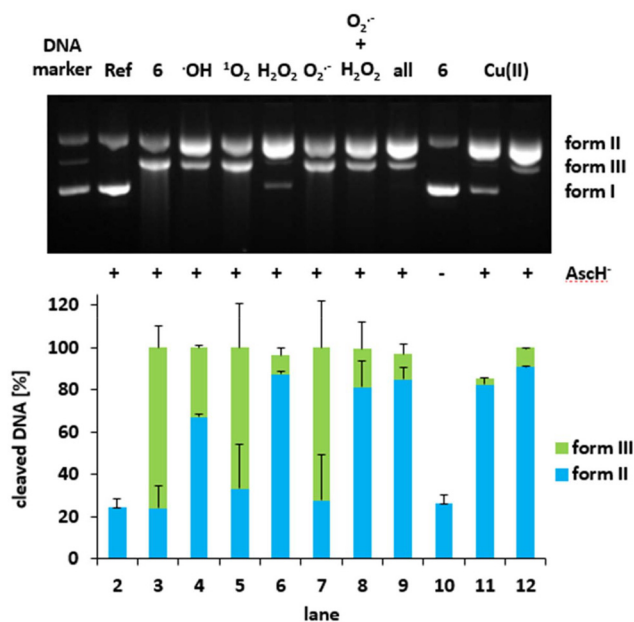 O₂·⁻
+
DNA marker Ref 6 ·OH ¹O₂ H₂O₂ O₂·⁻ H₂O₂ all 6 Cu(II)
form II
form III
form I
+ + + + + + + + - + + AscH⁻
cleaved DNA [%]
120
100
80
60
40
20
0
form III
form II
2 3 4 5 6 7 8 9 10 11 12
lane